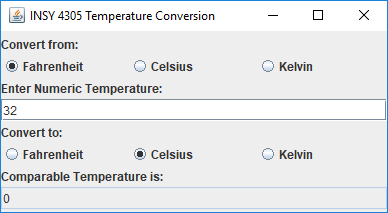 INSY 4305 Temperature Conversion
Convert from:
Fahrenheit Celsius Kelvin
Enter Numeric Temperature:
32
Convert to:
Fahrenheit Celsius Kelvin
Comparable Temperature is:
0